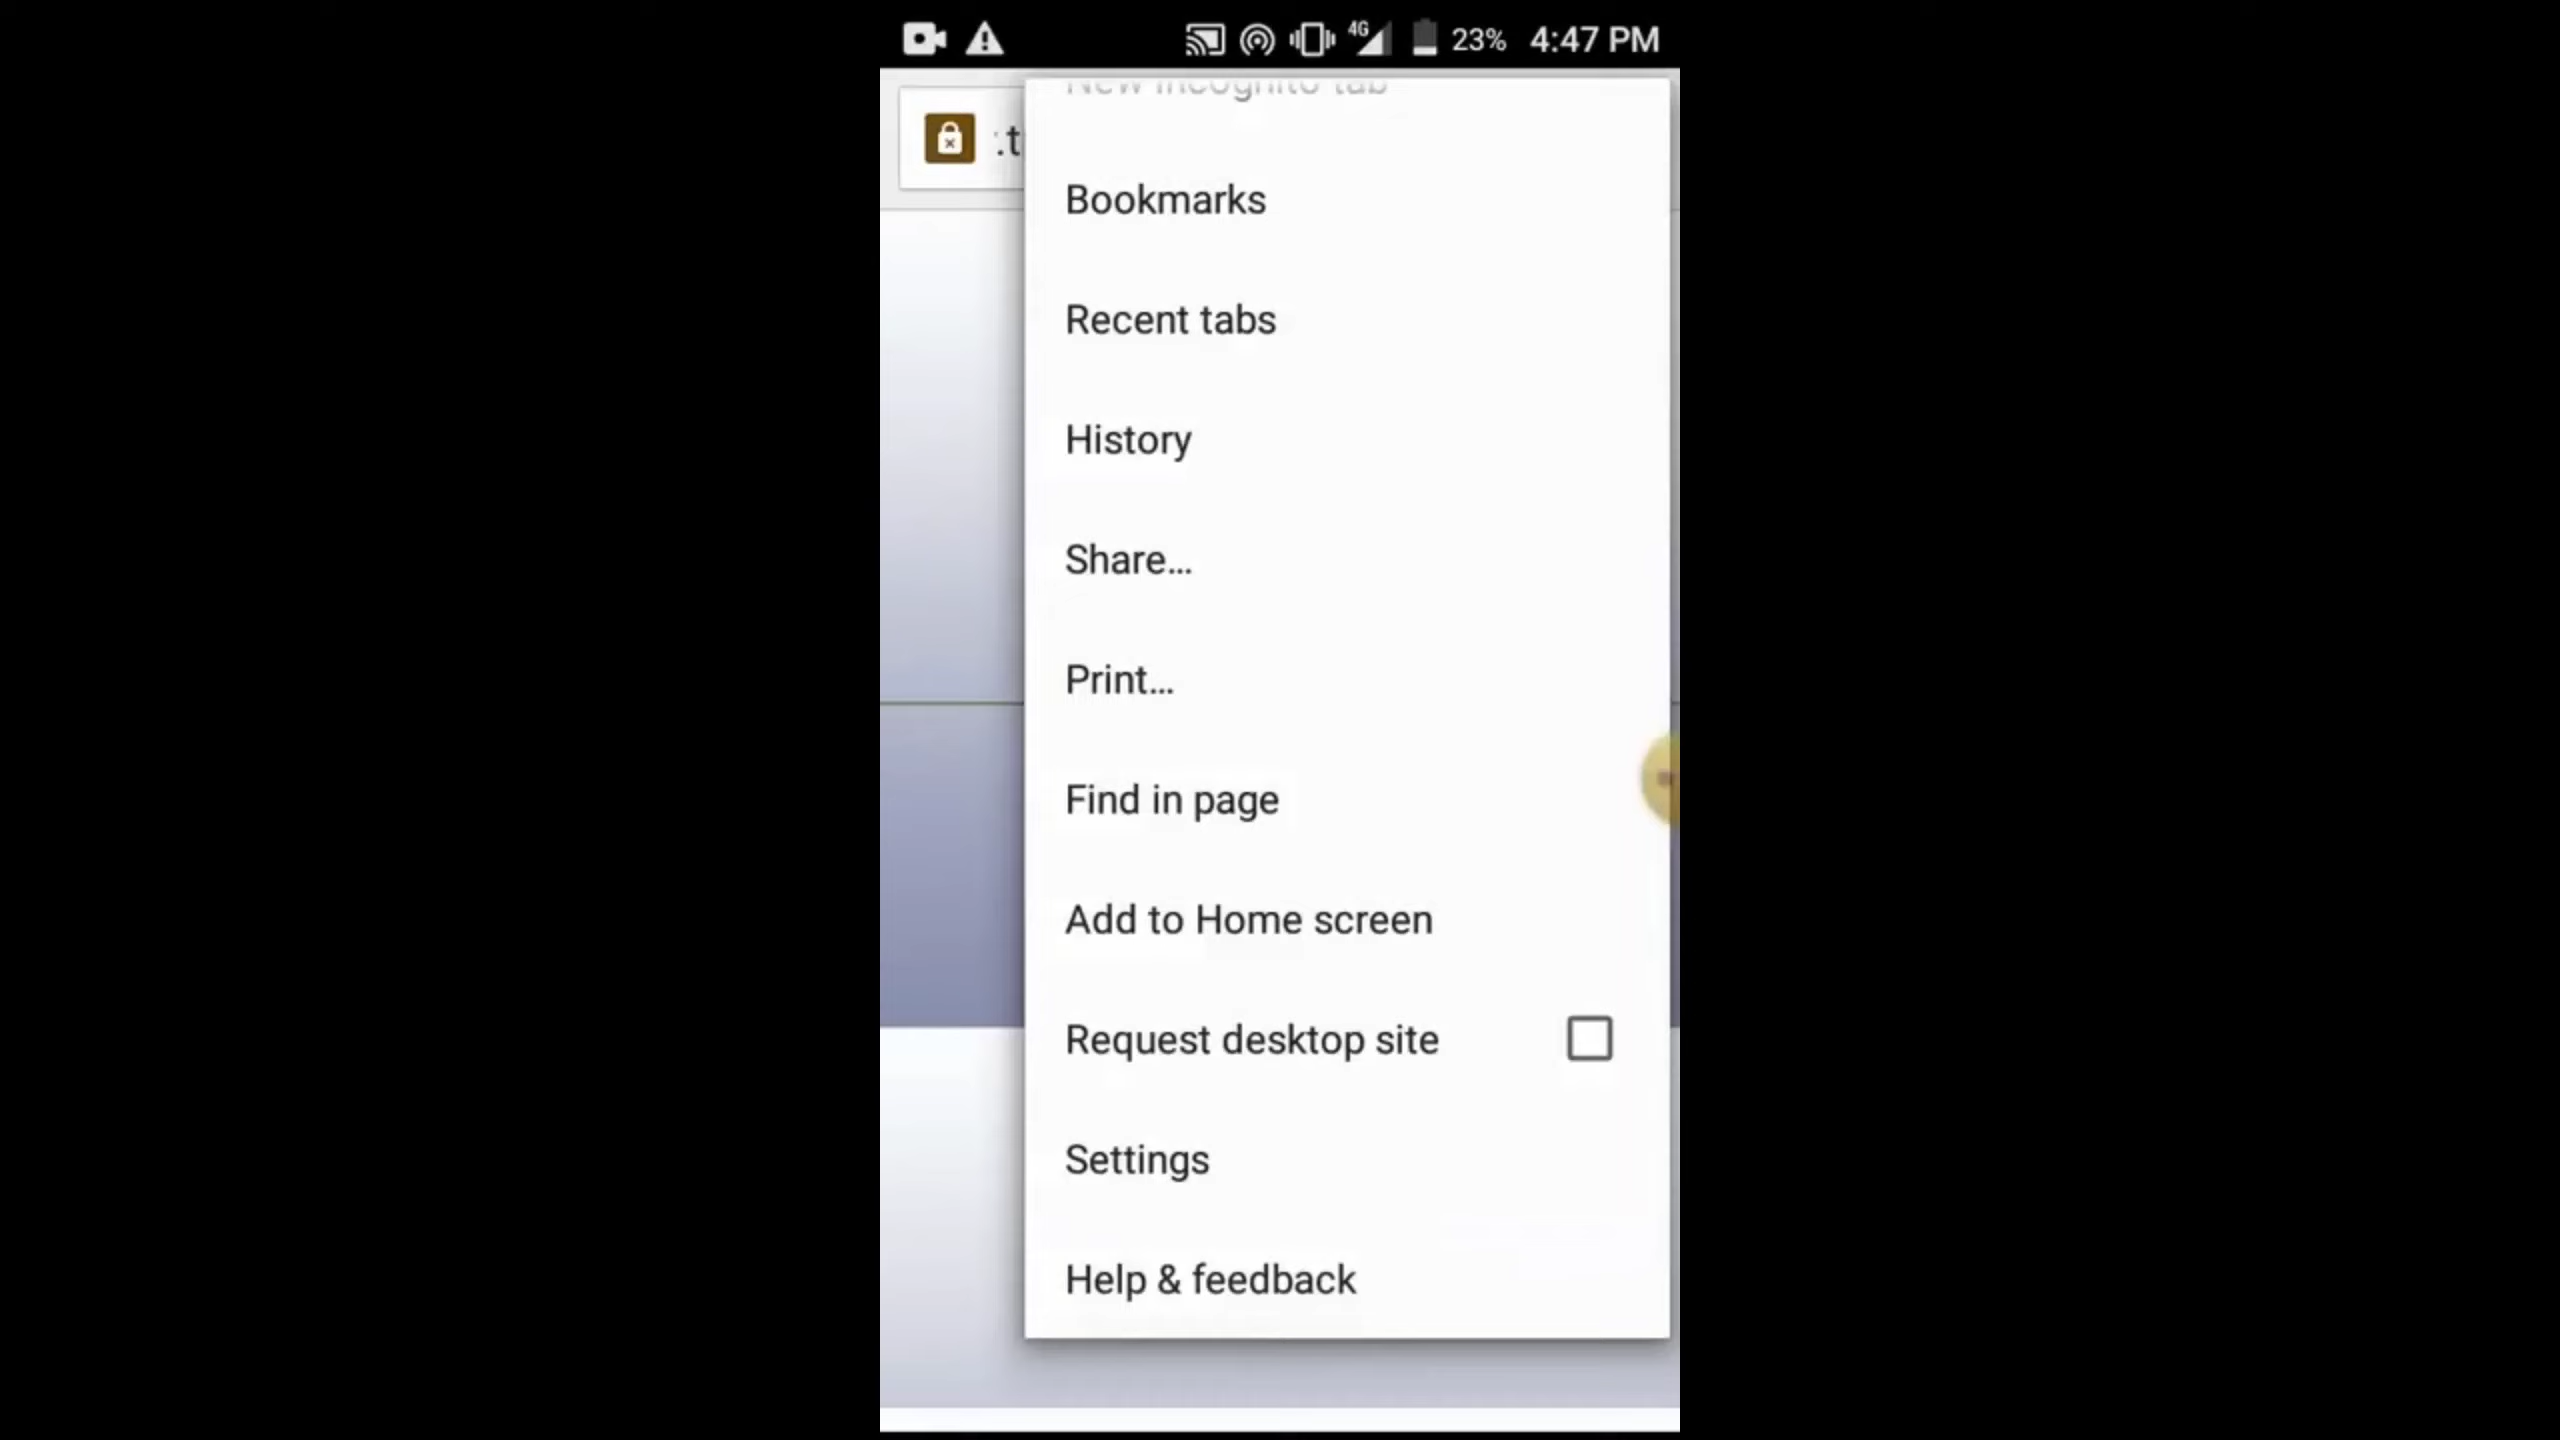 4G 23% 4:47 PM
New incognito tab
.t
Bookmarks
Recent tabs
History
Share...
Print...
Find in page
Add to Home screen
Request desktop site
Settings
Help & feedback